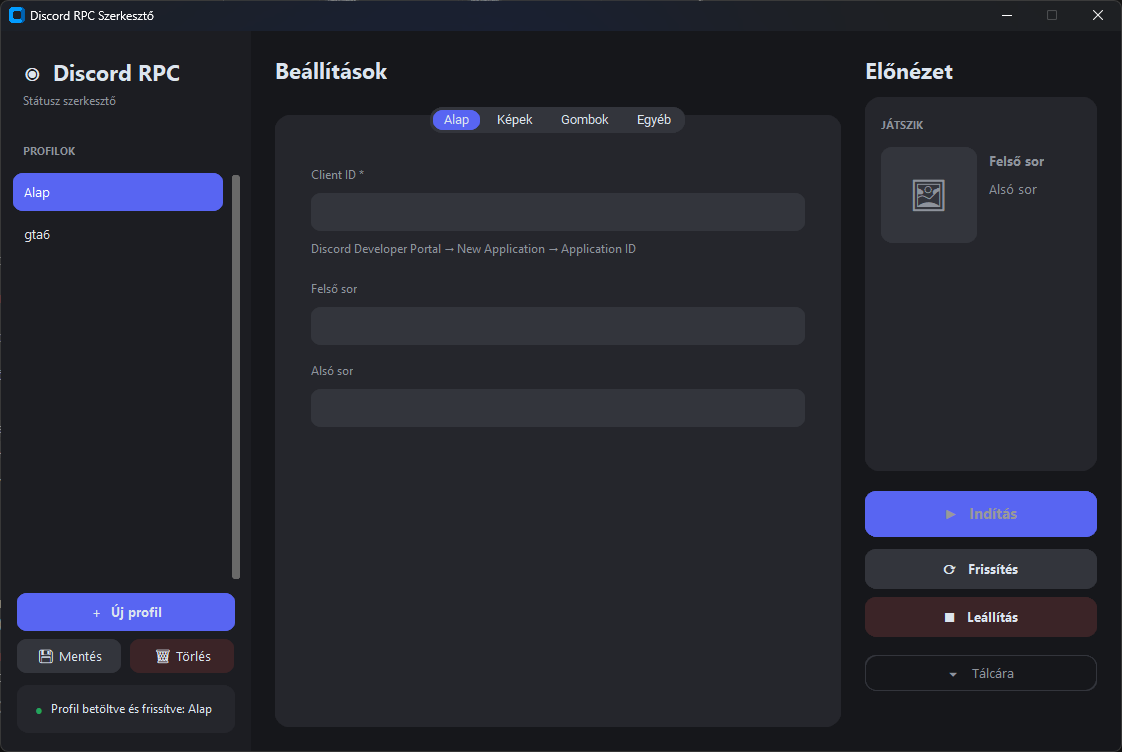 Discord RPC Szerkesztő
Discord RPC
Státusz szerkesztő
PROFILOK
Alap
gta6
+ Új profil
Mentés
Törlés
Profil betöltve és frissítve: Alap
Beállítások
Alap Képek Gombok Egyéb
Client ID *
Discord Developer Portal → New Application → Application ID
Felső sor
Alsó sor
Előnézet
JÁTSZIK
Felső sor
Alsó sor
Indítás
Frissítés
Leállítás
Tálcára